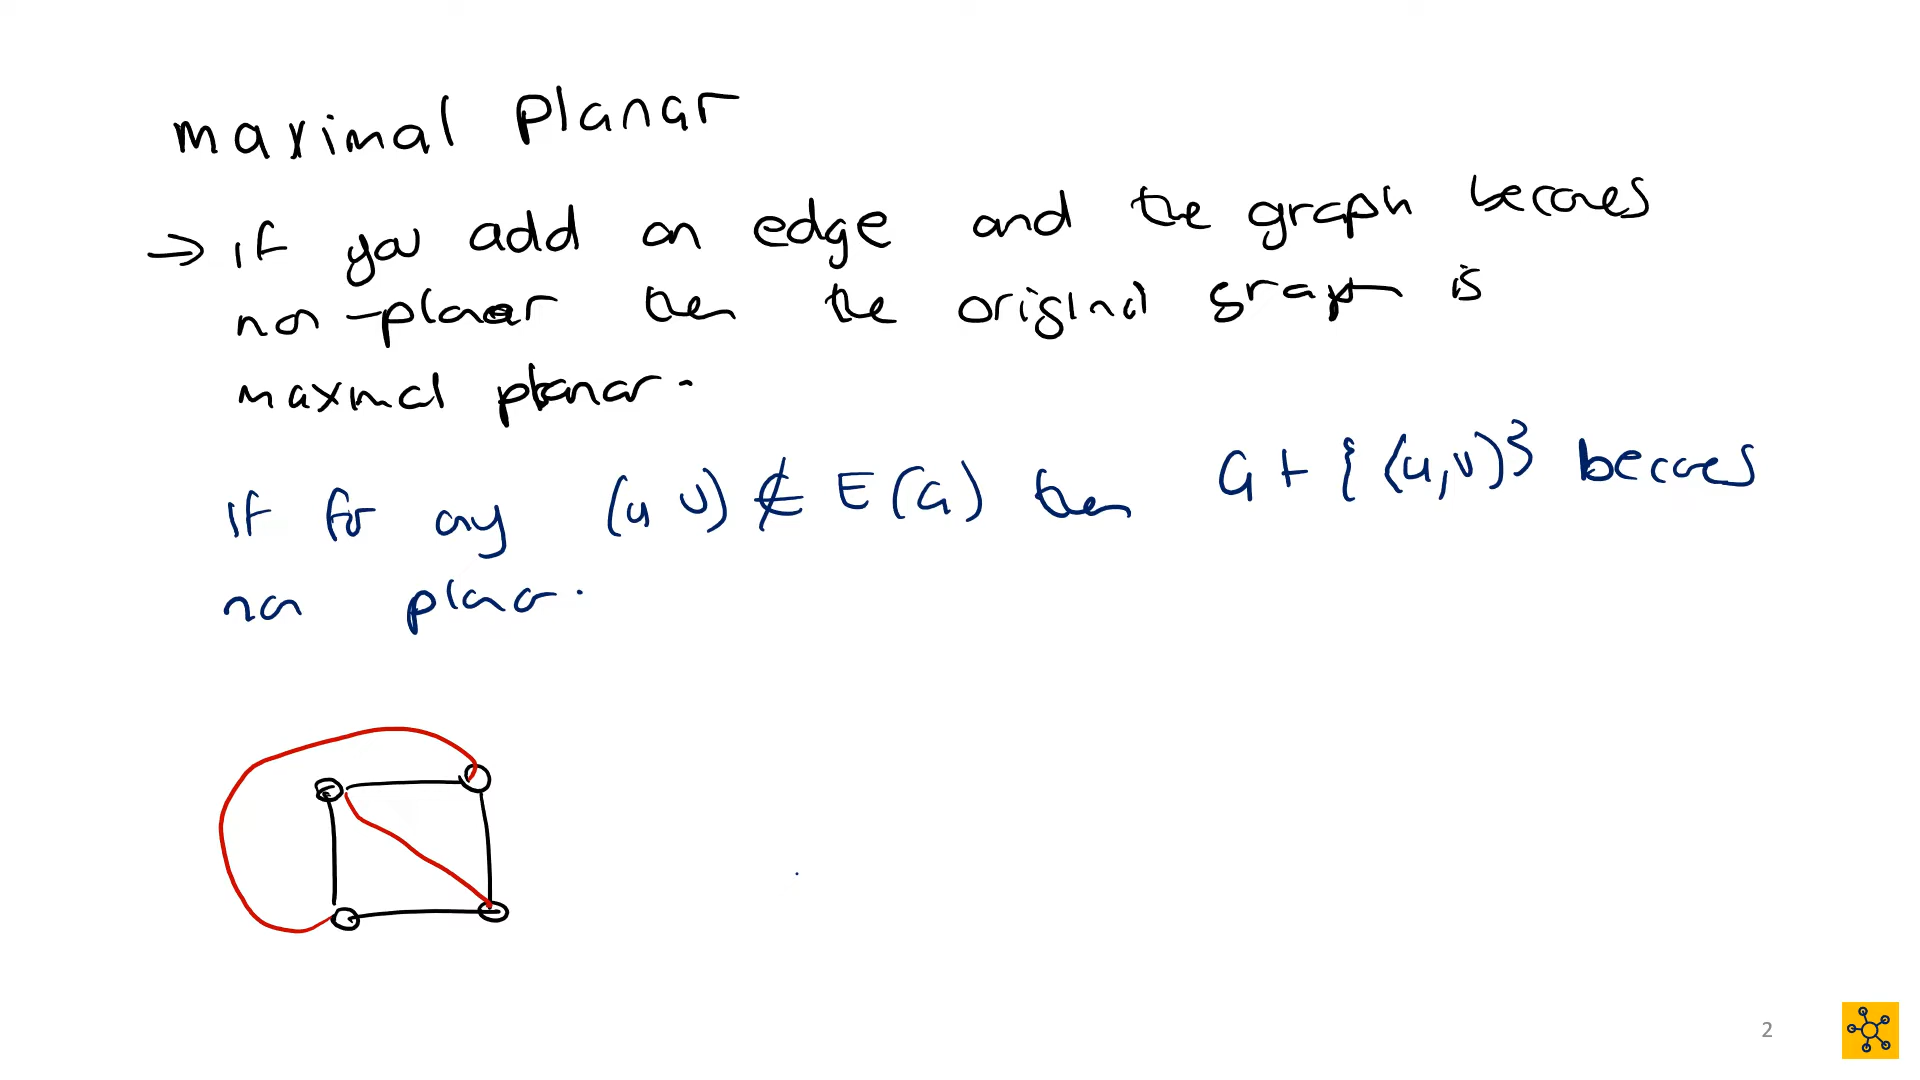 maximal planar
→ if you add an edge and the graph becomes
non-planar then the original graph is
maximal planar.
if for any (u v) ∉ E(G) then G + {(u,v)} becomes
non planar.
2